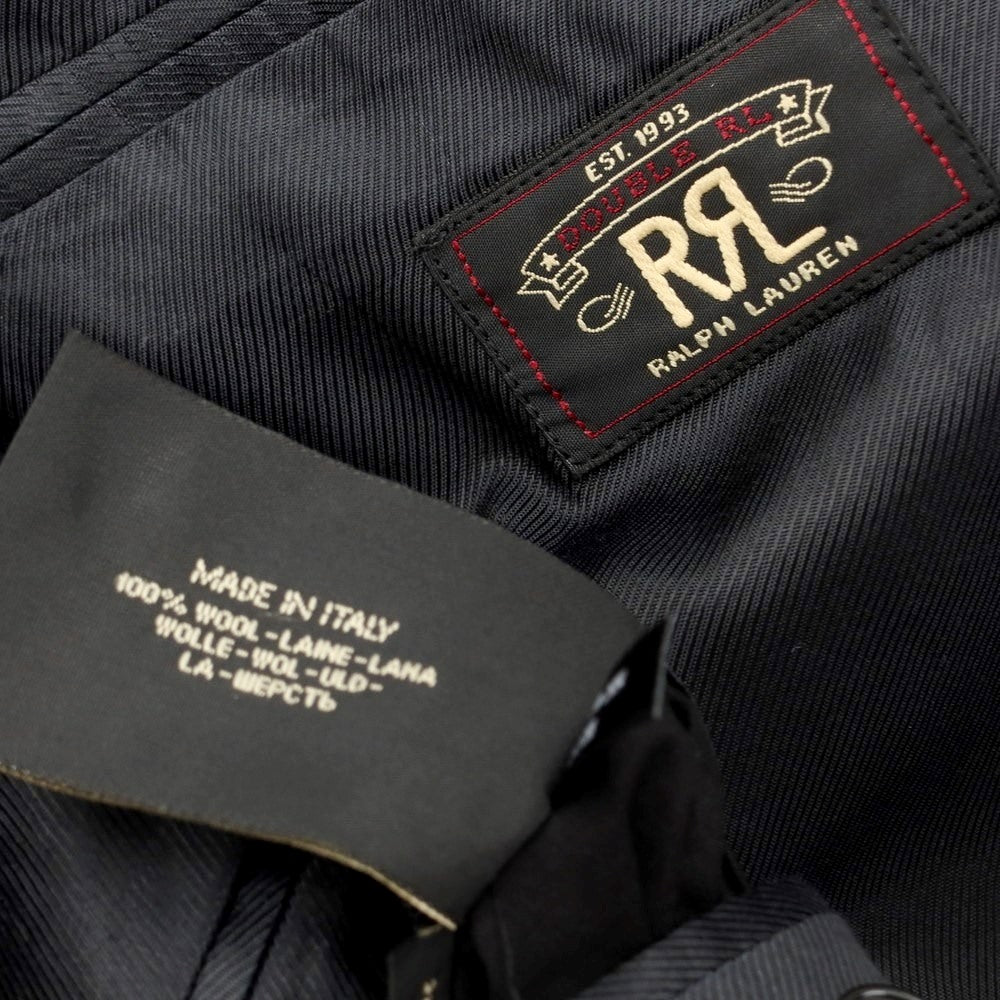 EST. 1993
DOUBLE RL
RRL
RALPH LAUREN
MADE IN ITALY
100% WOOL-LAINE-LANA
WOLLE-WOL-ULD-
LA-ШЕРСТЬ